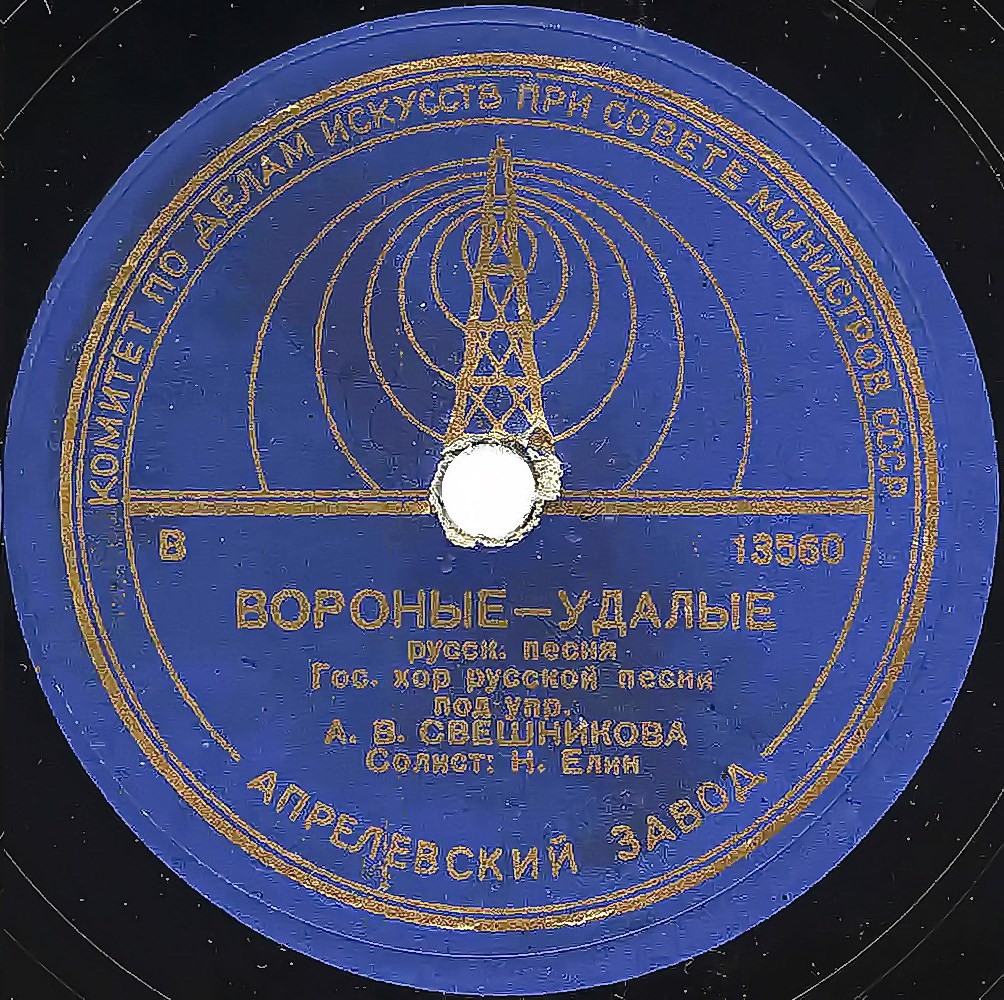 КОМИТЕТ ПО ДЕЛАМ ИСКУССТВ ПРИ СОВЕТЕ МИНИСТРОВ СССР
В 13560
ВОРОНЫЕ—УДАЛЫЕ
русск. песня
Гос. хор русской песни
под упр.
А. В. СВЕШНИКОВА
Солист: Н. Елин
АПРЕЛЕВСКИЙ ЗАВОД